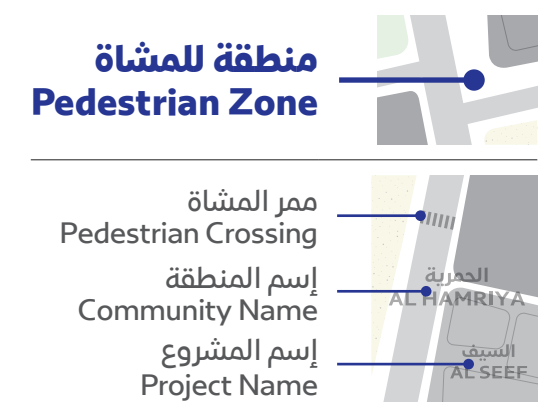 منطقة للمشاة
Pedestrian Zone
ممر المشاة
Pedestrian Crossing
إسم المنطقة
Community Name
إسم المشروع
Project Name
الحمرية
AL HAMRIYA
السيف
AL SEEF